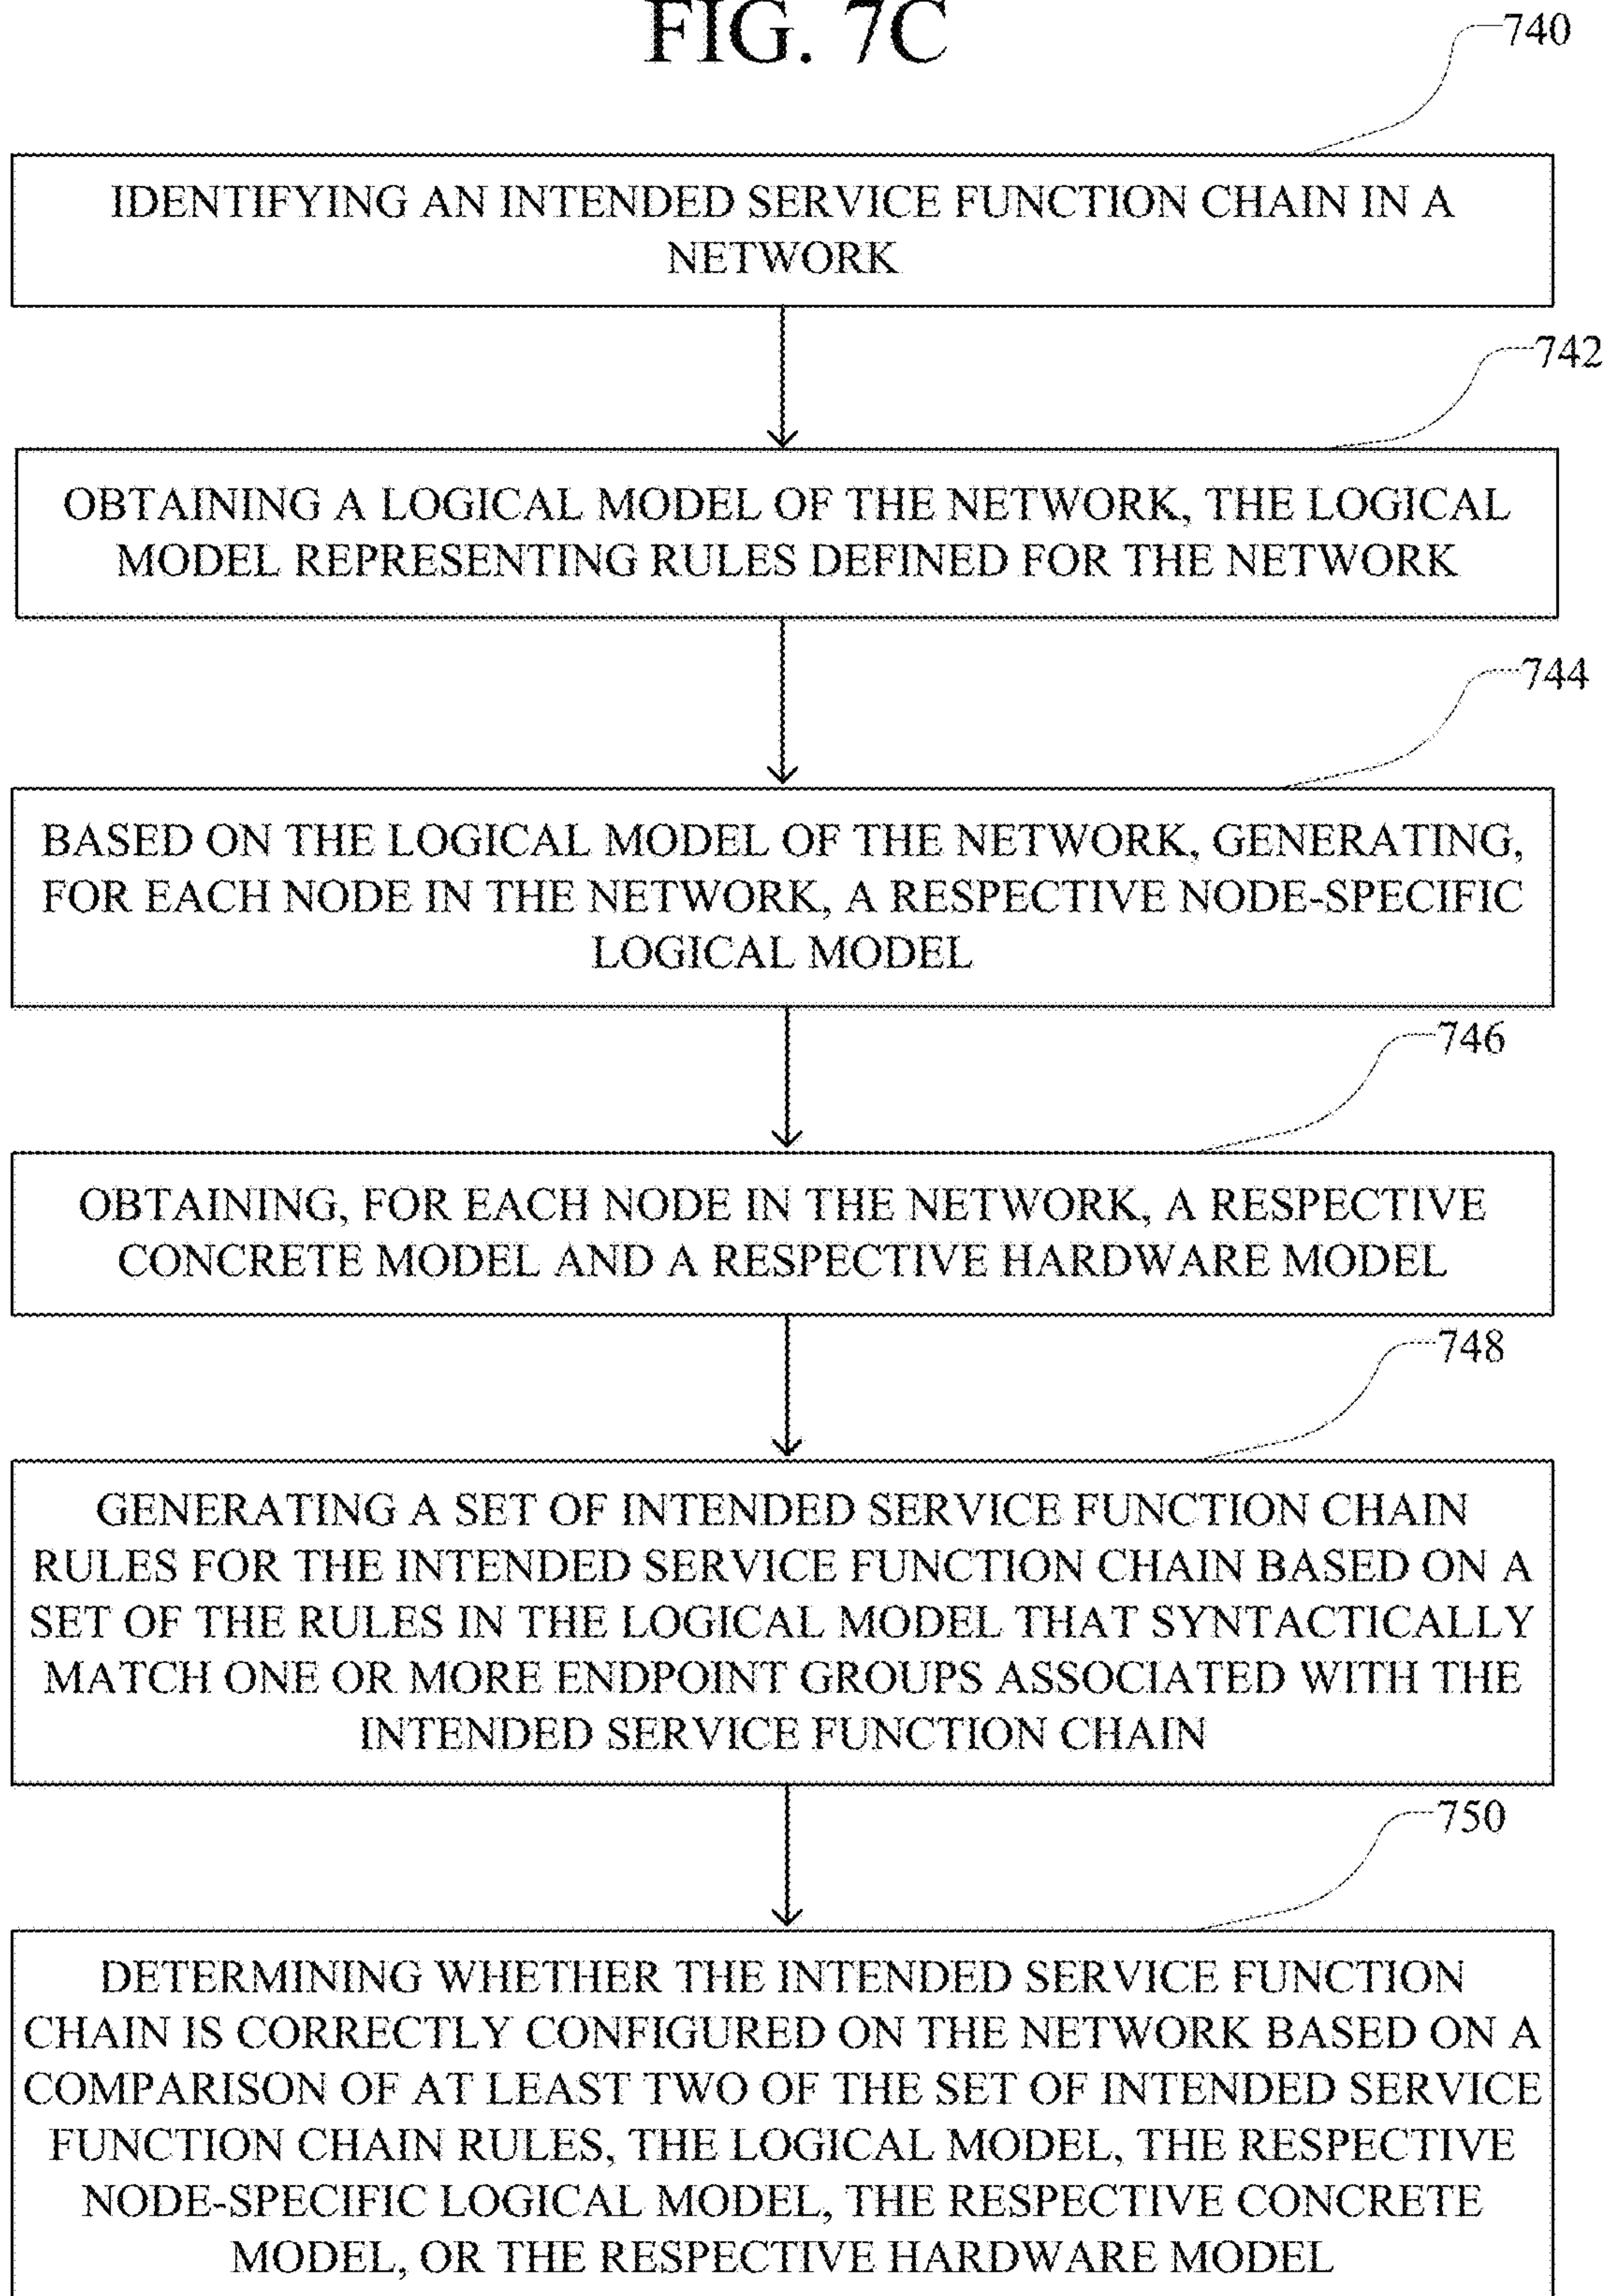 FIG. 7C
740
IDENTIFYING AN INTENDED SERVICE FUNCTION CHAIN IN A
NETWORK
742
OBTAINING A LOGICAL MODEL OF THE NETWORK, THE LOGICAL
MODEL REPRESENTING RULES DEFINED FOR THE NETWORK
744
BASED ON THE LOGICAL MODEL OF THE NETWORK, GENERATING,
FOR EACH NODE IN THE NETWORK, A RESPECTIVE NODE-SPECIFIC
LOGICAL MODEL
746
OBTAINING, FOR EACH NODE IN THE NETWORK, A RESPECTIVE
CONCRETE MODEL AND A RESPECTIVE HARDWARE MODEL
748
GENERATING A SET OF INTENDED SERVICE FUNCTION CHAIN
RULES FOR THE INTENDED SERVICE FUNCTION CHAIN BASED ON A
SET OF THE RULES IN THE LOGICAL MODEL THAT SYNTACTICALLY
MATCH ONE OR MORE ENDPOINT GROUPS ASSOCIATED WITH THE
INTENDED SERVICE FUNCTION CHAIN
750
DETERMINING WHETHER THE INTENDED SERVICE FUNCTION
CHAIN IS CORRECTLY CONFIGURED ON THE NETWORK BASED ON A
COMPARISON OF AT LEAST TWO OF THE SET OF INTENDED SERVICE
FUNCTION CHAIN RULES, THE LOGICAL MODEL, THE RESPECTIVE
NODE-SPECIFIC LOGICAL MODEL, THE RESPECTIVE CONCRETE
MODEL, OR THE RESPECTIVE HARDWARE MODEL